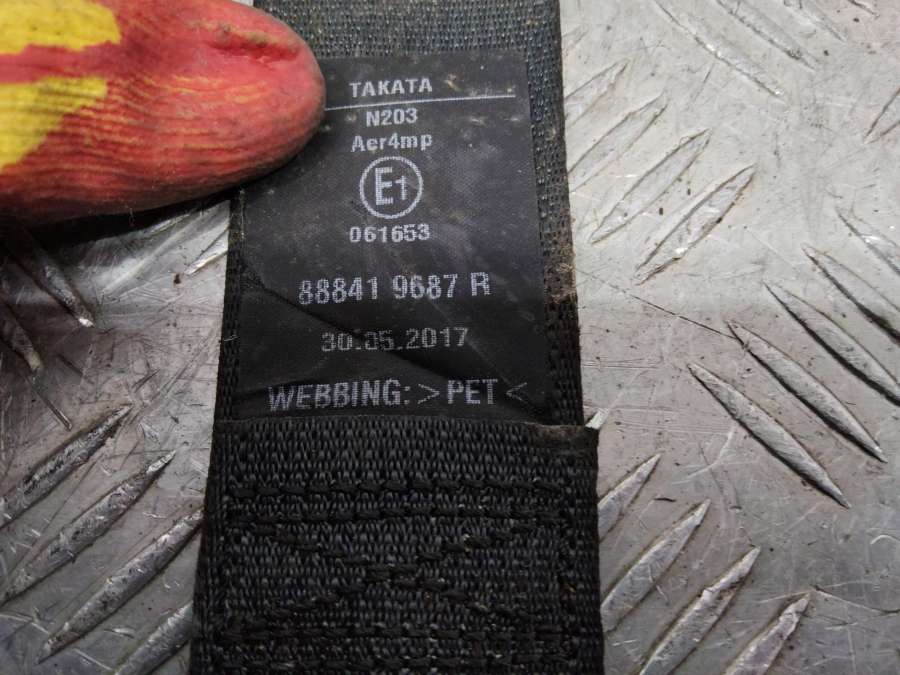 TAKATA
N203
Aer4mp
E1
061653
88841 9687 R
30.05.2017
WEBBING: >PET<